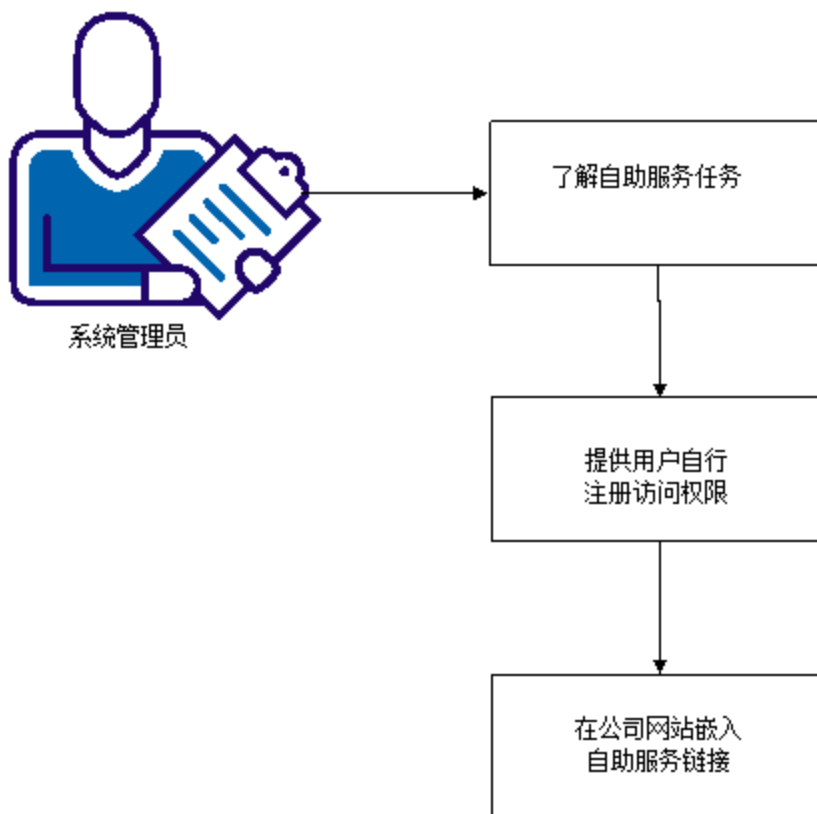 了解自助服务任务
系统管理员
提供用户自行
注册访问权限
在公司网站嵌入
自助服务链接